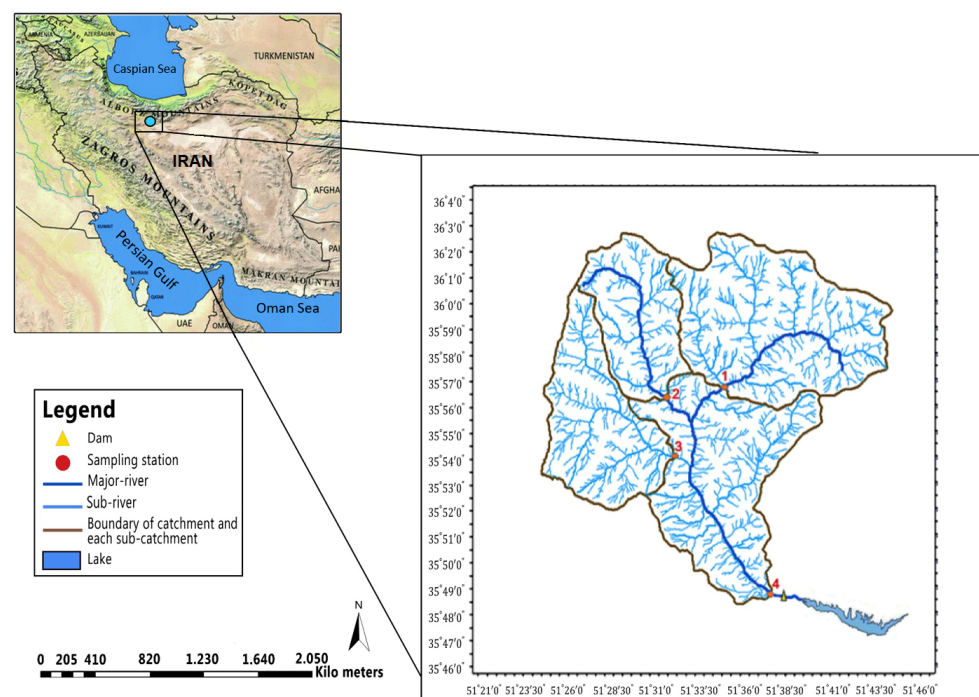 ARMENIA
AZERBAIJAN
Caspian Sea
TURKMENISTAN
KOPET DAG
ALBORZ MOUNTAINS
ZAGROS MOUNTAINS
IRAN
AFGHA
KUWAIT
PAK
Persian Gulf
BAHRAIN
QATAR
MAKRAN MOUNTAI
UAE
OMAN
Oman Sea
Legend
Dam
Sampling station
Major-river
Sub-river
Boundary of catchment and
each sub-catchment
Lake
N
0 205 410 820 1.230 1.640 2.050
Kilo meters
36°4'0"
36°3'0"
36°2'0"
36°1'0"
36°0'0"
35°59'0"
35°58'0"
35°57'0"
35°56'0"
35°55'0"
35°54'0"
35°53'0"
35°52'0"
35°51'0"
35°50'0"
35°49'0"
35°48'0"
35°47'0"
35°46'0"
1
2
3
4
51°21'0" 51°23'30" 51°26'0" 51°28'30" 51°31'0" 51°33'30" 51°36'0" 51°38'30" 51°41'0" 51°46'0"